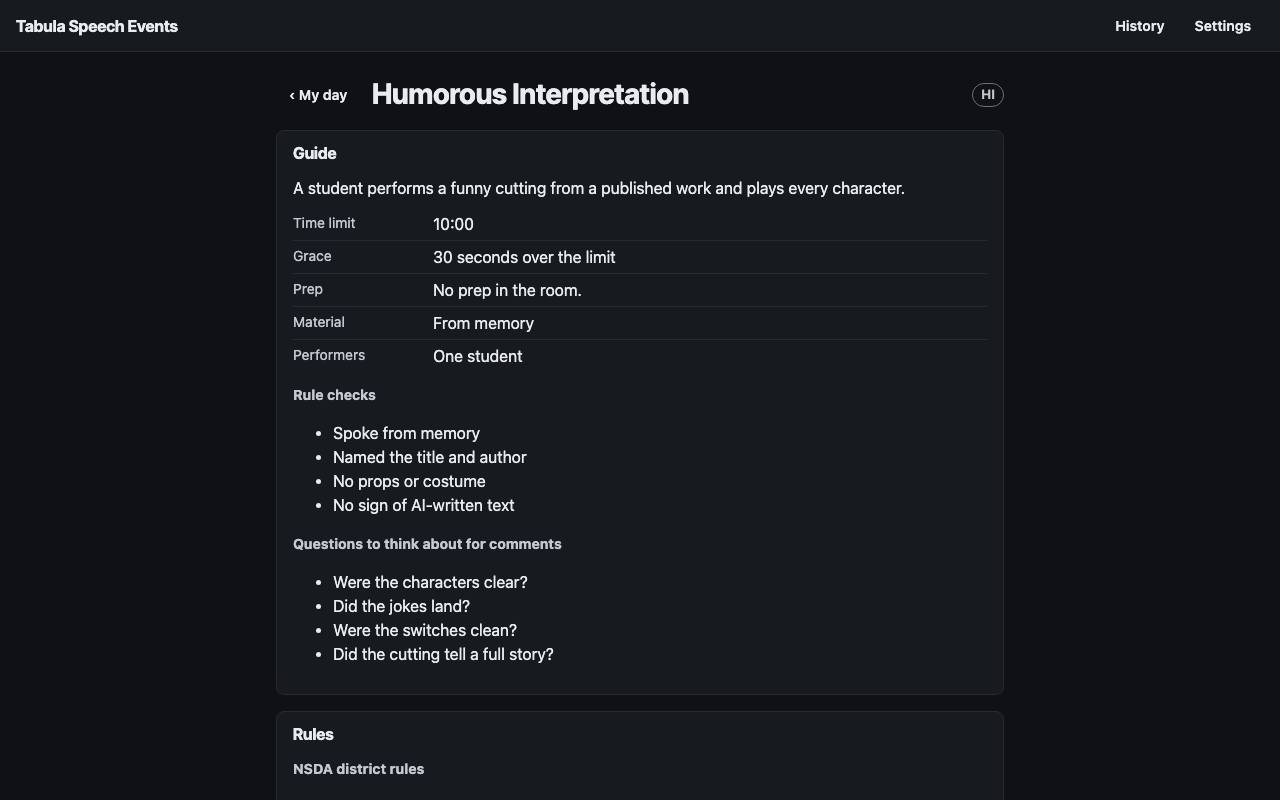 Tabula Speech Events
History
Settings
‹ My day
Humorous Interpretation
HI
Guide
A student performs a funny cutting from a published work and plays every character.
Time limit
10:00
Grace
30 seconds over the limit
Prep
No prep in the room.
Material
From memory
Performers
One student
Rule checks
• Spoke from memory
• Named the title and author
• No props or costume
• No sign of AI-written text
Questions to think about for comments
• Were the characters clear?
• Did the jokes land?
• Were the switches clean?
• Did the cutting tell a full story?
Rules
NSDA district rules